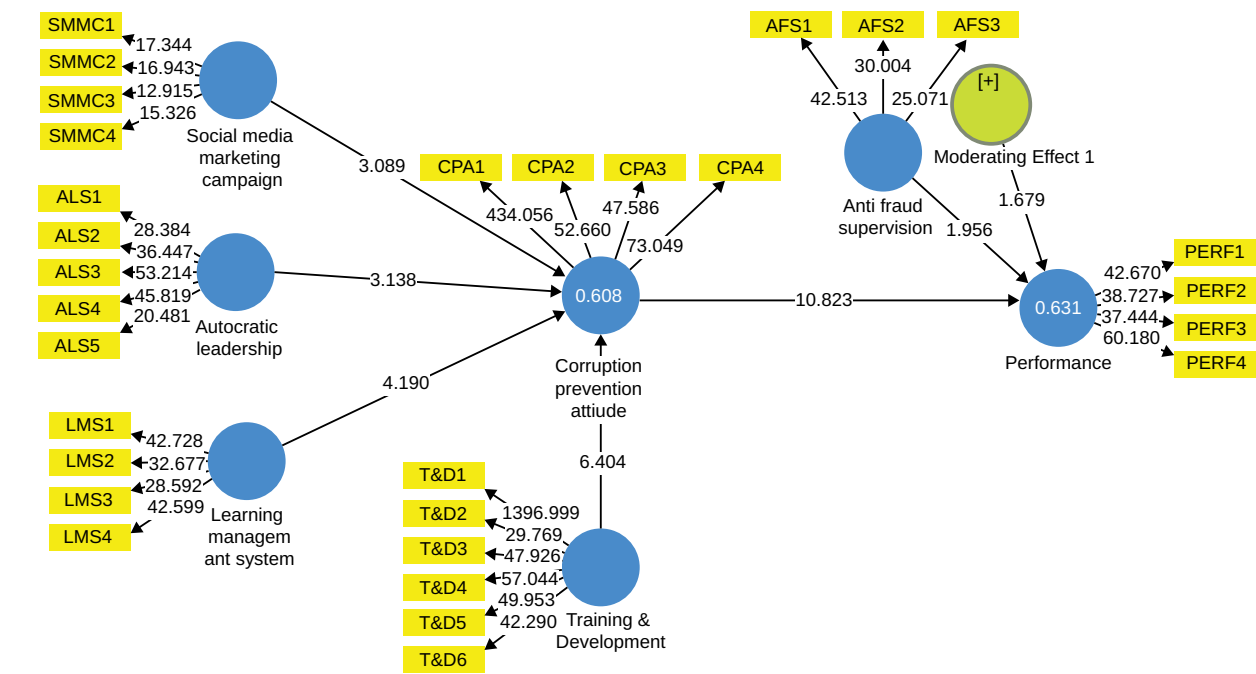 SMMC1
17.344
SMMC2
16.943
SMMC3
12.915
15.326
SMMC4
Social media
marketing
campaign
3.089
ALS1
28.384
ALS2
36.447
ALS3
53.214
ALS4
45.819
20.481
ALS5
Autocratic
leadership
3.138
LMS1
42.728
LMS2
32.677
28.592
LMS3
42.599
LMS4
Learning
managem
ant system
4.190
CPA1
CPA2
CPA3
CPA4
434.056
52.660
47.586
73.049
0.608
Corruption
prevention
attiude
6.404
T&D1
1396.999
T&D2
29.769
T&D3
47.926
57.044
T&D4
49.953
T&D5
42.290
T&D6
Training &
Development
10.823
AFS1
AFS2
AFS3
42.513
30.004
25.071
Anti fraud
supervision
1.956
[+]
Moderating Effect 1
1.679
0.631
Performance
PERF1
42.670
PERF2
38.727
37.444
PERF3
60.180
PERF4